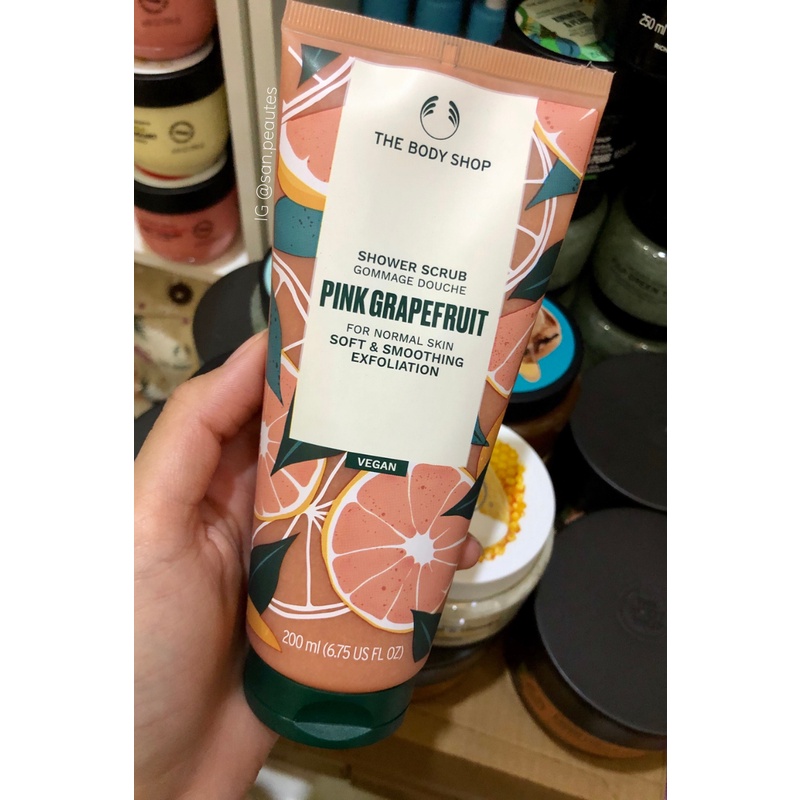 THE BODY SHOP
SHOWER SCRUB
GOMMAGE DOUCHE
PINK GRAPEFRUIT
FOR NORMAL SKIN
SOFT & SMOOTHING
EXFOLIATION
VEGAN
200 ml (6.75 US FL OZ)
IG @san.peautes
250 ml